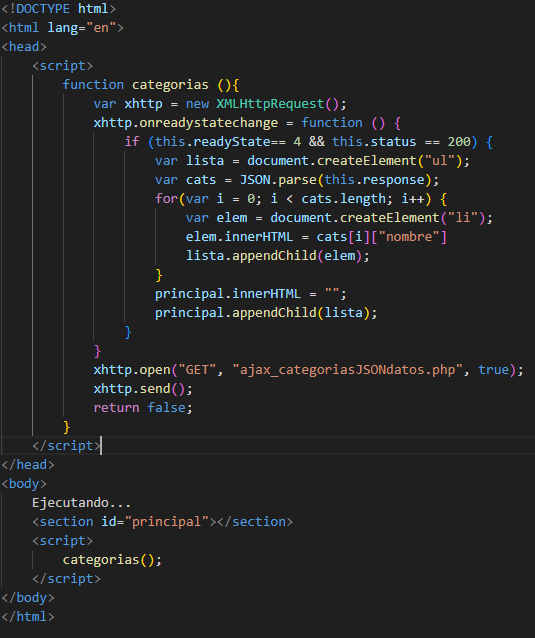 <!DOCTYPE html>
<html lang="en">
<head>
    <script>
        function categorias (){
            var xhttp = new XMLHttpRequest();
            xhttp.onreadystatechange = function () {
                if (this.readyState== 4 && this.status == 200) {
                    var lista = document.createElement("ul");
                    var cats = JSON.parse(this.response);
                    for(var i = 0; i < cats.length; i++) {
                        var elem = document.createElement("li");
                        elem.innerHTML = cats[i]["nombre"]
                        lista.appendChild(elem);
                    }
                    principal.innerHTML = "";
                    principal.appendChild(lista);
                }
            }
            xhttp.open("GET", "ajax_categoriasJSONdatos.php", true);
            xhttp.send();
            return false;
        }
    </script>
</head>
<body>
    Ejecutando...
    <section id="principal"></section>
    <script>
        categorias();
    </script>
</body>
</html>